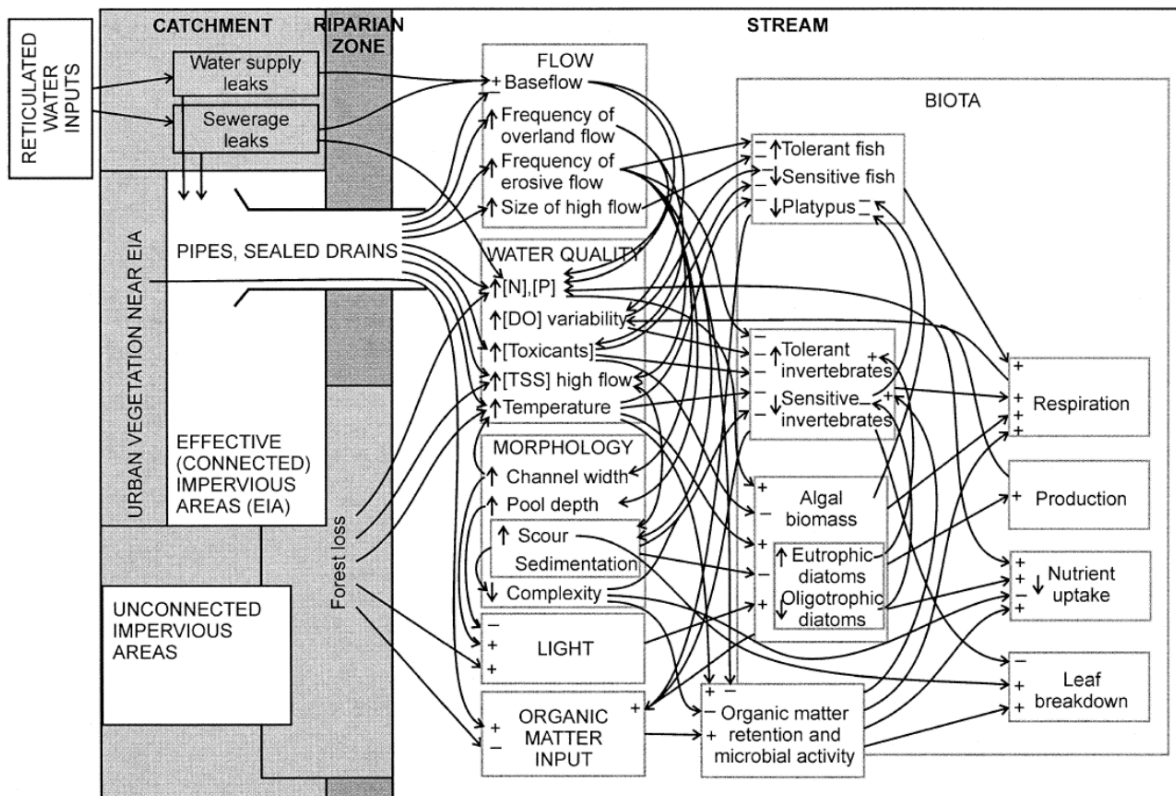 CATCHMENT
RIPARIAN
ZONE
STREAM
RETICULATED
WATER
INPUTS
Water supply
leaks
Sewerage
leaks
URBAN VEGETATION NEAR EIA
PIPES, SEALED DRAINS
EFFECTIVE
(CONNECTED)
IMPERVIOUS
AREAS (EIA)
UNCONNECTED
IMPERVIOUS
AREAS
Forest loss
FLOW
+ Baseflow
−
↑ Frequency of
overland flow
↑ Frequency of
erosive flow
↑ Size of high flow
WATER QUALITY
↑ [N],[P]
↑ [DO] variability
↑ [Toxicants]
↑ [TSS] high flow
↑ Temperature
MORPHOLOGY
↑ Channel width
↑ Pool depth
↑ Scour
Sedimentation
↓ Complexity
−
+ LIGHT
+
+
+ ORGANIC
− MATTER
INPUT
BIOTA
− ↑ Tolerant fish
−
− ↓ Sensitive fish
−
− ↓ Platypus − −
−
− ↑ Tolerant +
− invertebrates
− ↓ Sensitive − +
− invertebrates
+ Algal
− biomass
+ ↑ Eutrophic
− diatoms
+ ↓ Oligotrophic
diatoms
+ −
− Organic matter
+ retention and
microbial activity
+
+ Respiration
+
+
+ Production
+
+ ↓ Nutrient
− uptake
+
− Leaf
+ breakdown
+